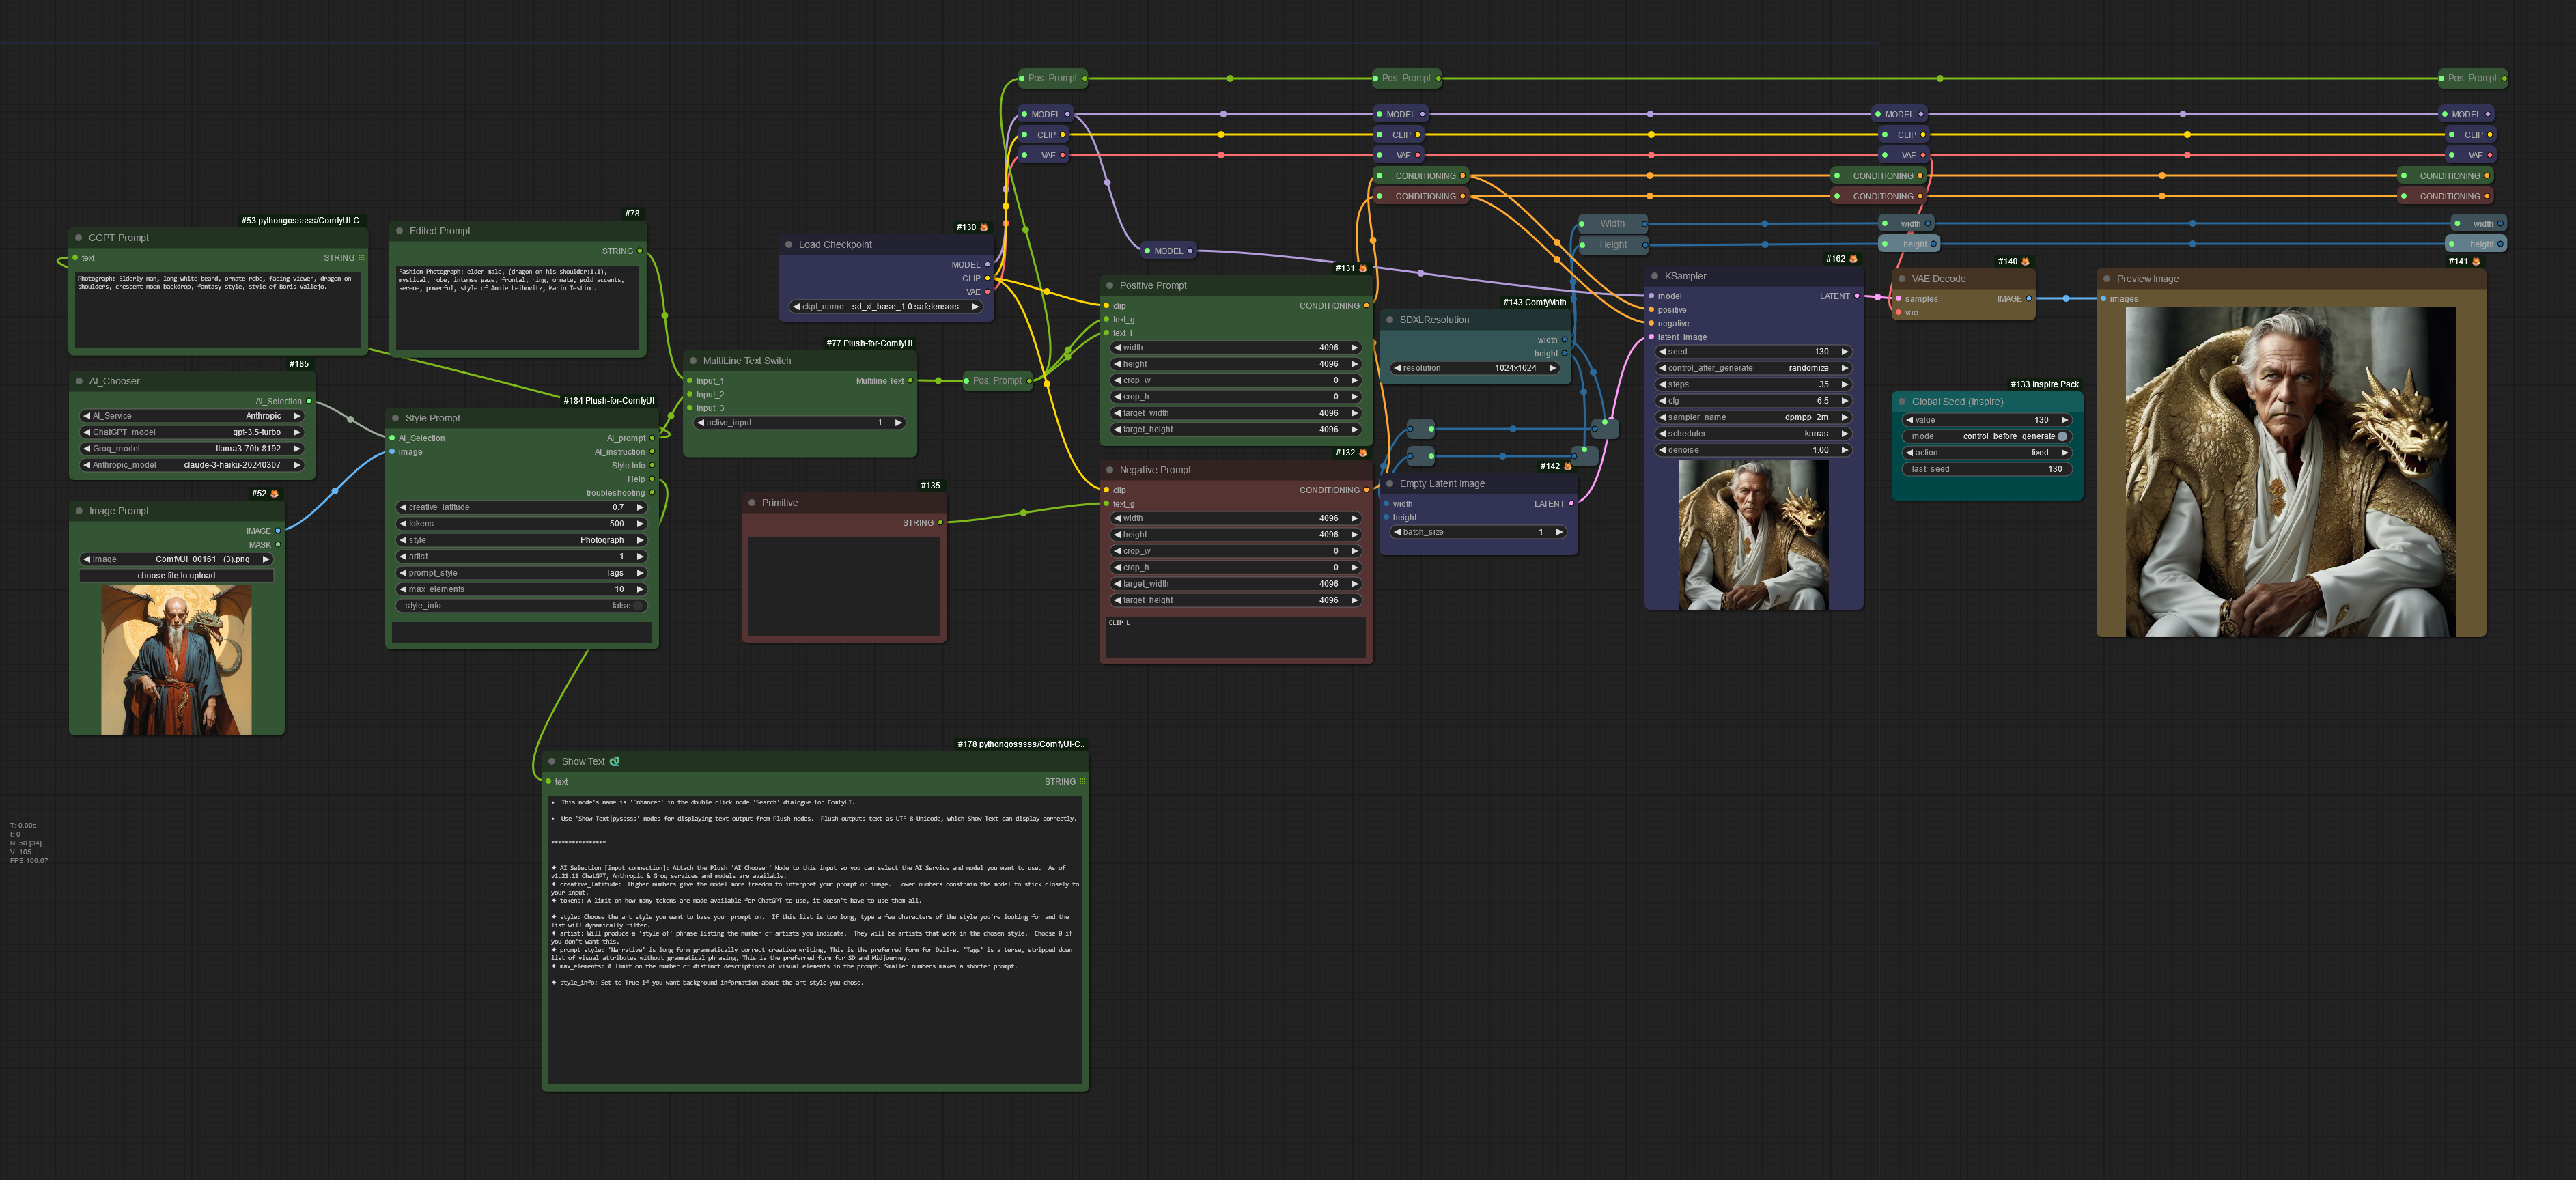 Pos. Prompt
Pos. Prompt
Pos. Prompt
MODEL
MODEL
MODEL
MODEL
CLIP
CLIP
CLIP
CLIP
VAE
VAE
VAE
VAE
CONDITIONING
CONDITIONING
CONDITIONING
CONDITIONING
CONDITIONING
CONDITIONING
Width
width
width
Height
height
height
MODEL
#53 pythongosssss/ComfyUI-C..
CGPT Prompt
text
STRING
Photograph: Elderly man, long white beard, ornate robe, facing viewer, dragon on
shoulders, crescent moon backdrop, fantasy style, style of Boris Vallejo.
#78
Edited Prompt
STRING
Fashion Photograph: elder male, (dragon on his shoulder:1.1),
mystical, robe, intense gaze, frontal, ring, ornate, gold accents,
serene, powerful, style of Annie Leibovitz, Mario Testino.
#185
AI_Chooser
AI_Selection
AI_Service Anthropic
ChatGPT_model gpt-3.5-turbo
Groq_model llama3-70b-8192
Anthropic_model claude-3-haiku-20240307
#52
Image Prompt
IMAGE
MASK
image ComfyUI_00161_ (3).png
choose file to upload
#184 Plush-for-ComfyUI
Style Prompt
AI_Selection
image
AI_prompt
AI_instruction
Style Info
Help
troubleshooting
creative_latitude 0.7
tokens 500
style Photograph
artist 1
prompt_style Tags
max_elements 10
style_info false
#77 Plush-for-ComfyUI
MultiLine Text Switch
Input_1
Input_2
Input_3
Multiline Text
active_input 1
Pos. Prompt
#130
Load Checkpoint
MODEL
CLIP
VAE
ckpt_name sd_xl_base_1.0.safetensors
#135
Primitive
STRING
#131
Positive Prompt
clip
text_g
text_l
CONDITIONING
width 4096
height 4096
crop_w 0
crop_h 0
target_width 4096
target_height 4096
#132
Negative Prompt
clip
text_g
CONDITIONING
width 4096
height 4096
crop_w 0
crop_h 0
target_width 4096
target_height 4096
CLIP_L
#143 ComfyMath
SDXLResolution
width
height
resolution 1024x1024
#142
Empty Latent Image
width
height
LATENT
batch_size 1
#162
KSampler
model
positive
negative
latent_image
LATENT
seed 130
control_after_generate randomize
steps 35
cfg 6.5
sampler_name dpmpp_2m
scheduler karras
denoise 1.00
#140
VAE Decode
samples
vae
IMAGE
#133 Inspire Pack
Global Seed (Inspire)
value 130
mode control_before_generate
action fixed
last_seed 130
#141
Preview Image
images
#178 pythongosssss/ComfyUI-C..
Show Text
text
STRING
• This node's name is 'Enhancer' in the double click node 'Search' dialogue for ComfyUI.
• Use 'Show Text|pysssss' nodes for displaying text output from Plush nodes. Plush outputs text as UTF-8 Unicode, which Show Text can display correctly.
****************
✦ AI_Selection [input connection]: Attach the Plush 'AI_Chooser' Node to this input so you can select the AI_Service and model you want to use. As of
v1.21.11 ChatGPT, Anthropic & Groq services and models are available.
✦ creative_latitude: Higher numbers give the model more freedom to interpret your prompt or image. Lower numbers constrain the model to stick closely to
your input.
✦ tokens: A limit on how many tokens are made available for ChatGPT to use, it doesn't have to use them all.
✦ style: Choose the art style you want to base your prompt on. If this list is too long, type a few characters of the style you're looking for and the
list will dynamically filter.
✦ artist: Will produce a 'style of' phrase listing the number of artists you indicate. They will be artists that work in the chosen style. Choose 0 if
you don't want this.
✦ prompt_style: 'Narrative' is long form grammatically correct creative writing, This is the preferred form for Dall-e. 'Tags' is a terse, stripped down
list of visual attributes without grammatical phrasing, This is the preferred form for SD and Midjourney.
✦ max_elements: A limit on the number of distinct descriptions of visual elements in the prompt. Smaller numbers makes a shorter prompt.
✦ style_info: Set to True if you want background information about the art style you chose.
T: 0.00s
I: 0
N: 50 [34]
V: 105
FPS:166.67